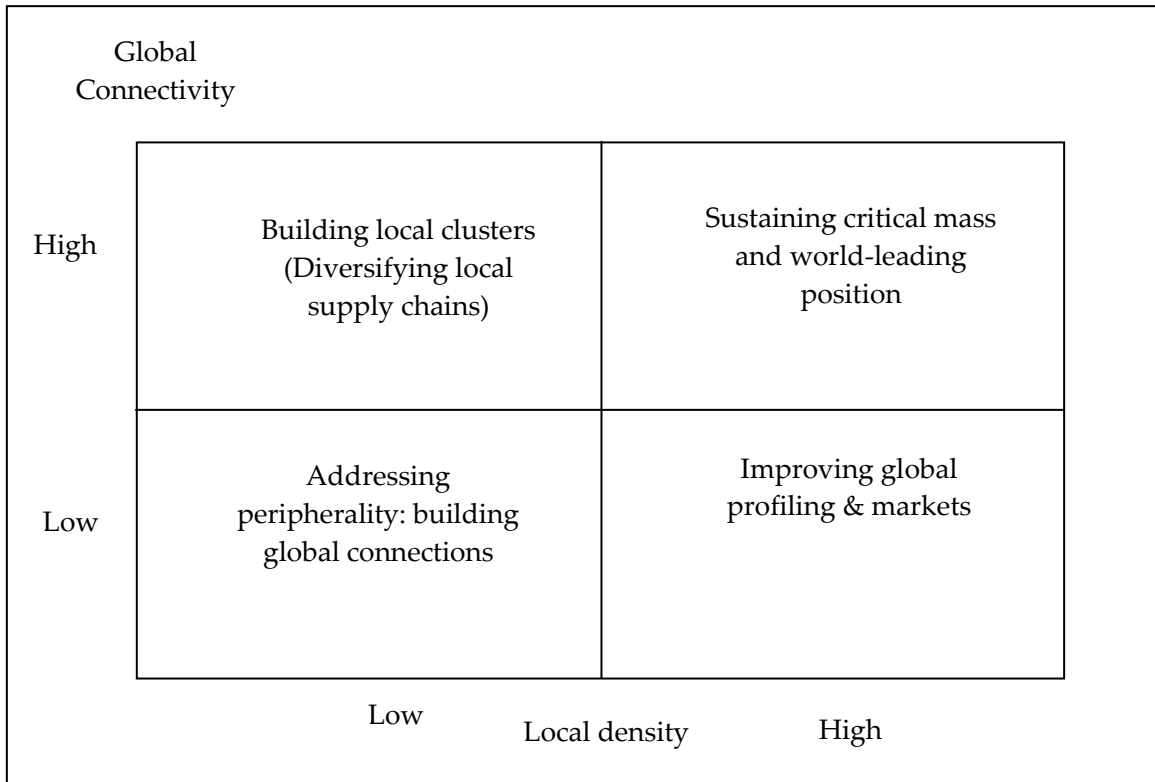 Global
Connectivity
High
Building local clusters
(Diversifying local
supply chains)
Sustaining critical mass
and world-leading
position
Low
Addressing
peripherality: building
global connections
Improving global
profiling & markets
Low
Local density
High